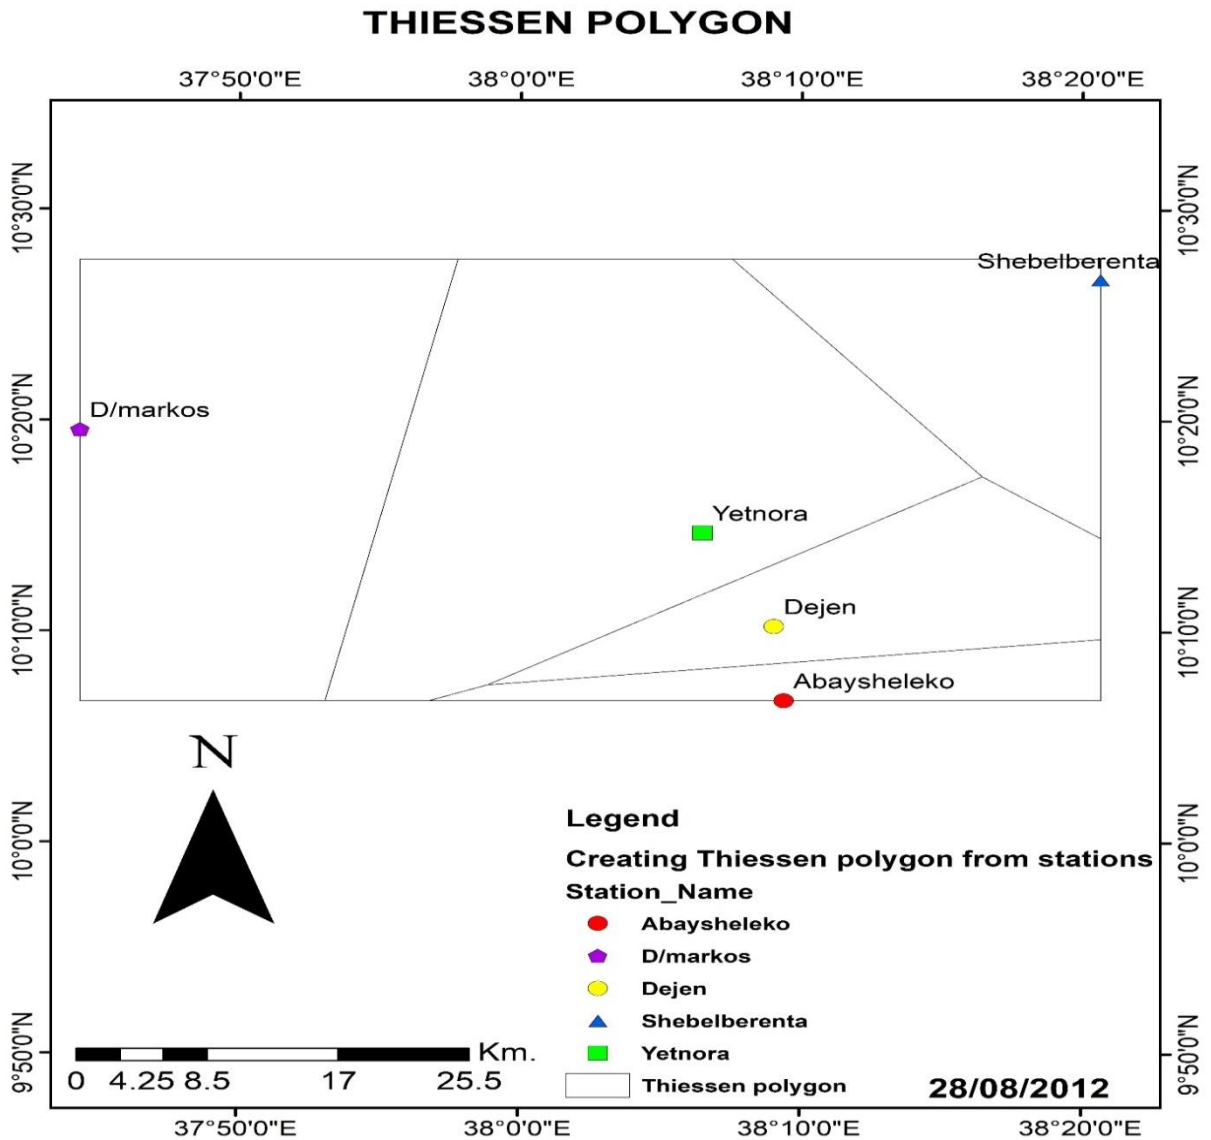 THIESSEN POLYGON
37°50'0"E 38°0'0"E 38°10'0"E 38°20'0"E
10°30'0"N
10°30'0"N
Shebelberenta
D/markos
10°20'0"N
10°20'0"N
Yetnora
Dejen
10°10'0"N
10°10'0"N
Abaysheleko
N
10°0'0"N
10°0'0"N
Legend
Creating Thiessen polygon from stations
Station_Name
Abaysheleko
D/markos
Dejen
Shebelberenta
Yetnora
Thiessen polygon
28/08/2012
9°50'0"N
9°50'0"N
Km.
0 4.25 8.5 17 25.5
37°50'0"E 38°0'0"E 38°10'0"E 38°20'0"E